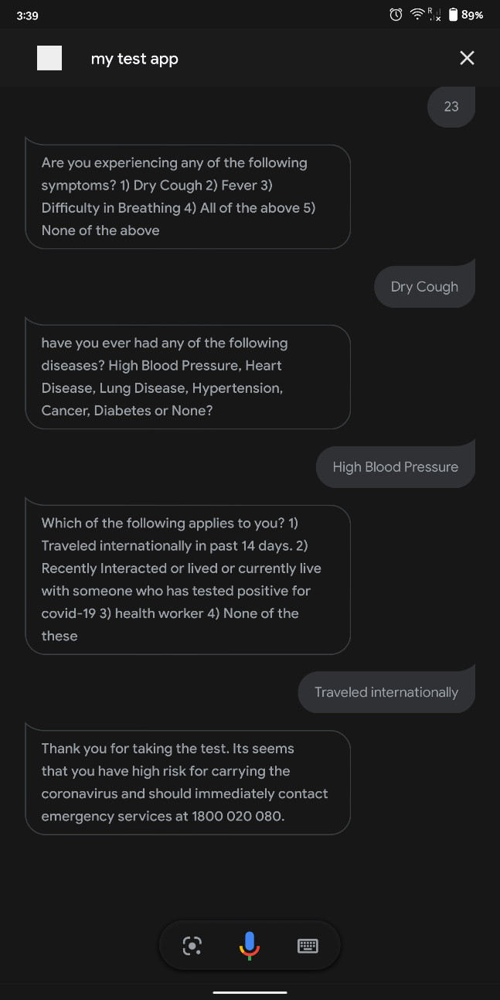 3:39
R
x
89%
my test app
23
Are you experiencing any of the following
symptoms? 1) Dry Cough 2) Fever 3)
Difficulty in Breathing 4) All of the above 5)
None of the above
Dry Cough
have you ever had any of the following
diseases? High Blood Pressure, Heart
Disease, Lung Disease, Hypertension,
Cancer, Diabetes or None?
High Blood Pressure
Which of the following applies to you? 1)
Traveled internationally in past 14 days. 2)
Recently Interacted or lived or currently live
with someone who has tested positive for
covid-19 3) health worker 4) None of the
these
Traveled internationally
Thank you for taking the test. Its seems
that you have high risk for carrying the
coronavirus and should immediately contact
emergency services at 1800 020 080.